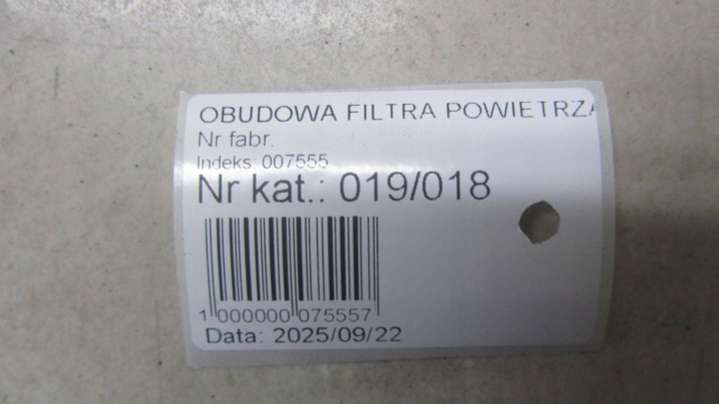 OBUDOWA FILTRA POWIETRZA
Nr fabr.
Indeks: 007555
Nr kat.: 019/018
1 000000 075557
Data: 2025/09/22